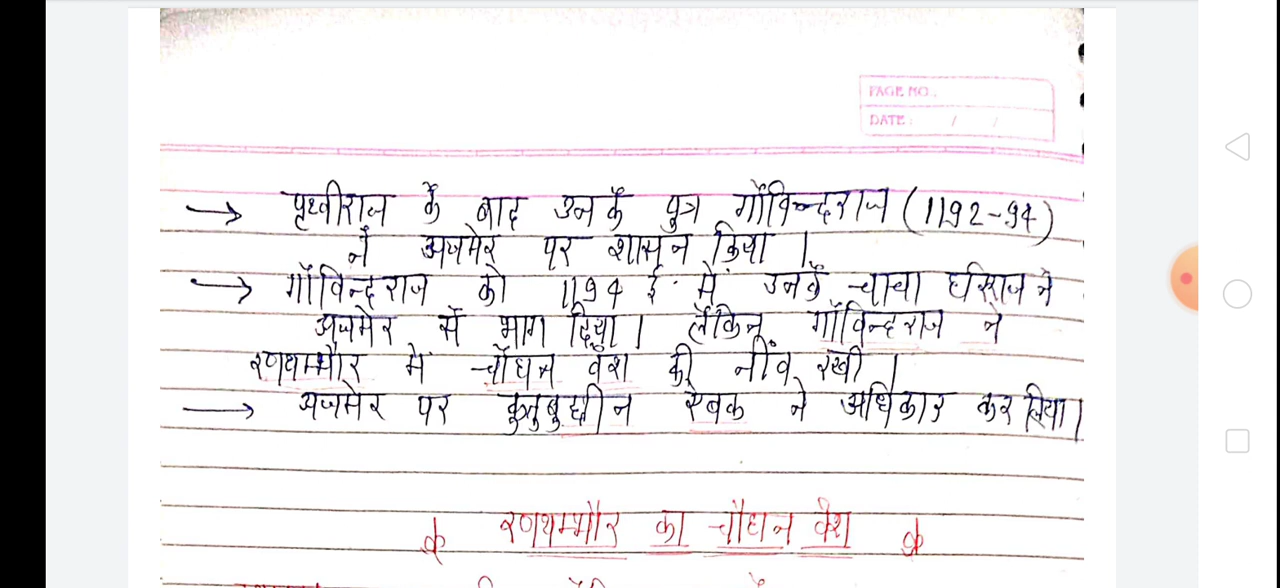 PAGE NO.:
DATE: / /
→ पृथ्वीराज के बाद उनके पुत्र गोविन्दराज (1192-94)
ने अजमेर पर शासन किया।
→ गोविन्दराज को 1194 ई. में उनके चाचा हरिराज ने
अजमेर से भाग दिया। लेकिन गोविन्दराज ने
रणथम्भौर में चौहान वंश की नींव रखी।
→ अजमेर पर कुतुबुद्दीन ऐबक ने अधिकार कर लिया।
रणथम्भौर का चौहान वंश